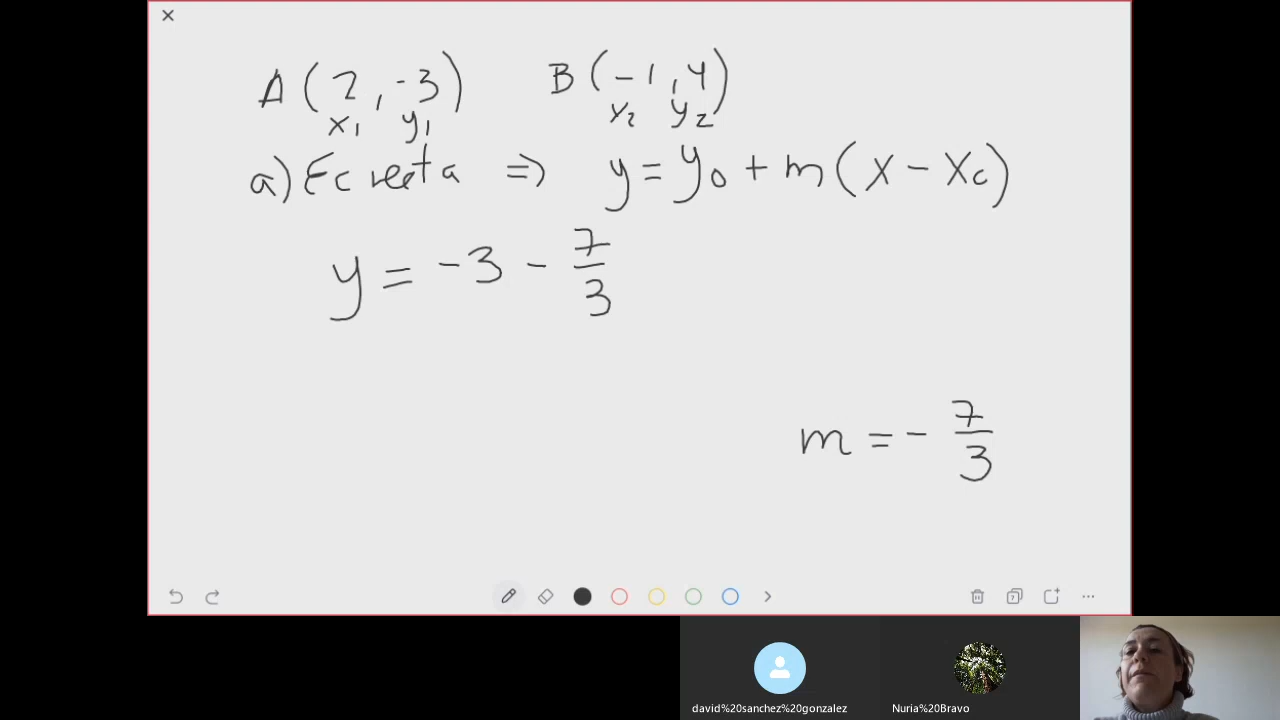 A (2, -3) B (-1, 4)
x1 y1 x2 y2
a) Ec recta ⇒ y = y0 + m (x - x0)
y = -3 - 7/3
m = - 7/3
david%20sanchez%20gonzalez Nuria%20Bravo